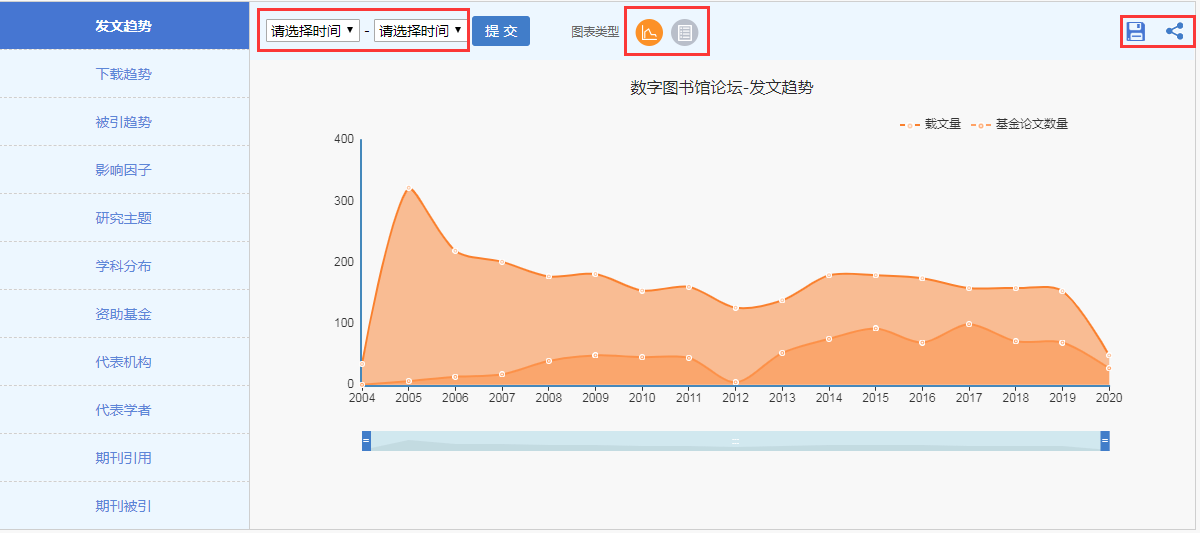 发文趋势
下载趋势
被引趋势
影响因子
研究主题
学科分布
资助基金
代表机构
代表学者
期刊引用
期刊被引
请选择时间 - 请选择时间 提 交 图表类型
数字图书馆论坛-发文趋势
载文量 基金论文数量
400
300
200
100
0
2004 2005 2006 2007 2008 2009 2010 2011 2012 2013 2014 2015 2016 2017 2018 2019 2020